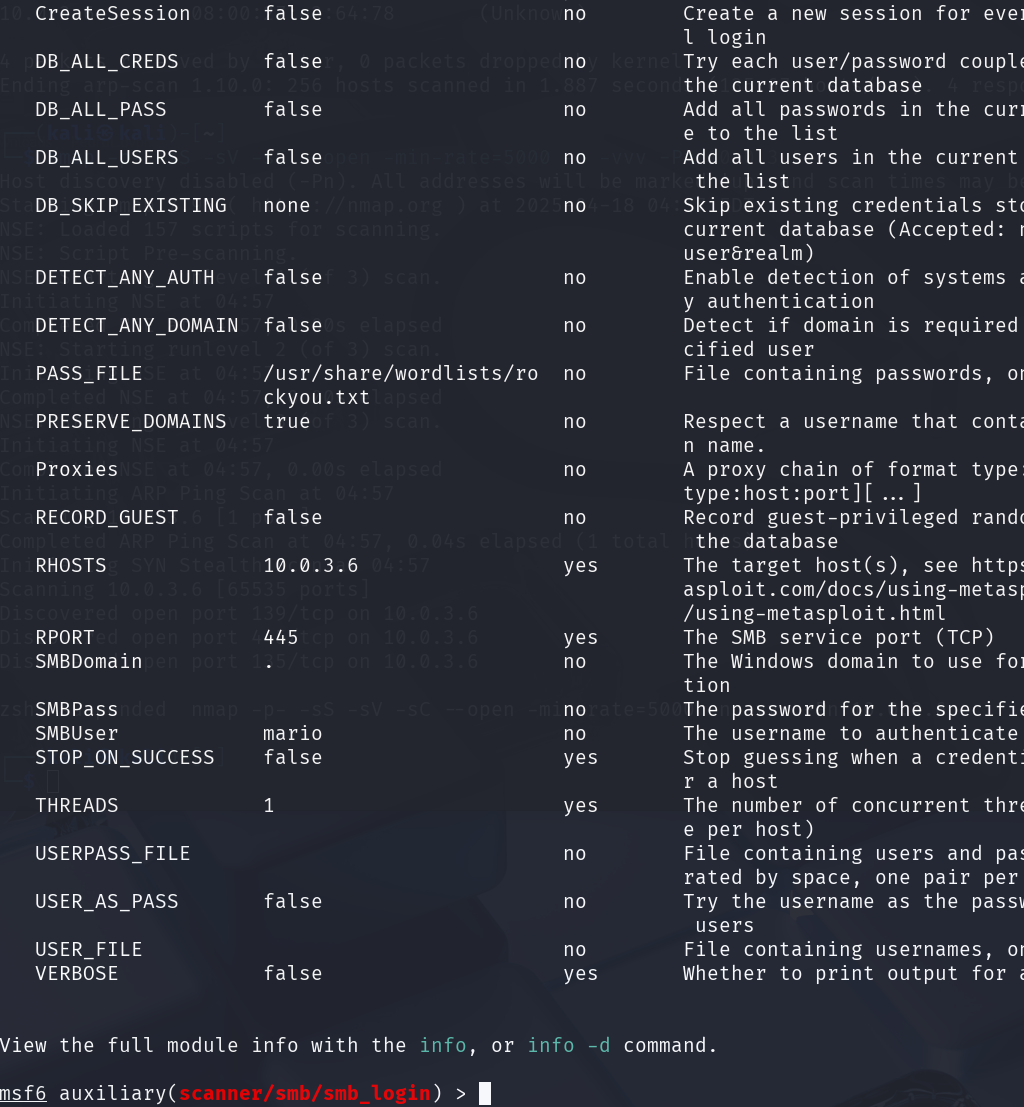 CreateSession false no Create a new session for ever
l login
DB_ALL_CREDS false no Try each user/password couple
the current database
DB_ALL_PASS false no Add all passwords in the curr
e to the list
DB_ALL_USERS false no Add all users in the current
the list
DB_SKIP_EXISTING none no Skip existing credentials sto
current database (Accepted: n
user&realm)
DETECT_ANY_AUTH false no Enable detection of systems a
y authentication
DETECT_ANY_DOMAIN false no Detect if domain is required
cified user
PASS_FILE /usr/share/wordlists/ro no File containing passwords, on
ckyou.txt
PRESERVE_DOMAINS true no Respect a username that conta
n name.
Proxies no A proxy chain of format type:
type:host:port][...]
RECORD_GUEST false no Record guest-privileged rando
the database
RHOSTS 10.0.3.6 yes The target host(s), see https
asploit.com/docs/using-metasp
/using-metasploit.html
RPORT 445 yes The SMB service port (TCP)
SMBDomain . no The Windows domain to use for
tion
SMBPass no The password for the specifie
SMBUser mario no The username to authenticate
STOP_ON_SUCCESS false yes Stop guessing when a credenti
r a host
THREADS 1 yes The number of concurrent thre
e per host)
USERPASS_FILE no File containing users and pas
rated by space, one pair per
USER_AS_PASS false no Try the username as the passw
users
USER_FILE no File containing usernames, on
VERBOSE false yes Whether to print output for a
View the full module info with the info, or info -d command.
msf6 auxiliary(scanner/smb/smb_login) >